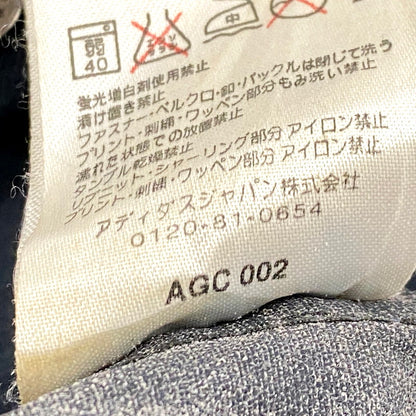 40
中
蛍光増白剤使用禁止
漬け置き禁止
ファスナー・ベルクロ・釦・バックルは閉じて洗う
プリント・刺繍・ワッペン部分もみ洗い禁止
濡れた状態での放置禁止
タンブル乾燥禁止
リブニット・シャーリング部分 アイロン禁止
プリント・刺繍・ワッペン部分 アイロン禁止
アディダスジャパン株式会社
0120-81-0654
AGC 002